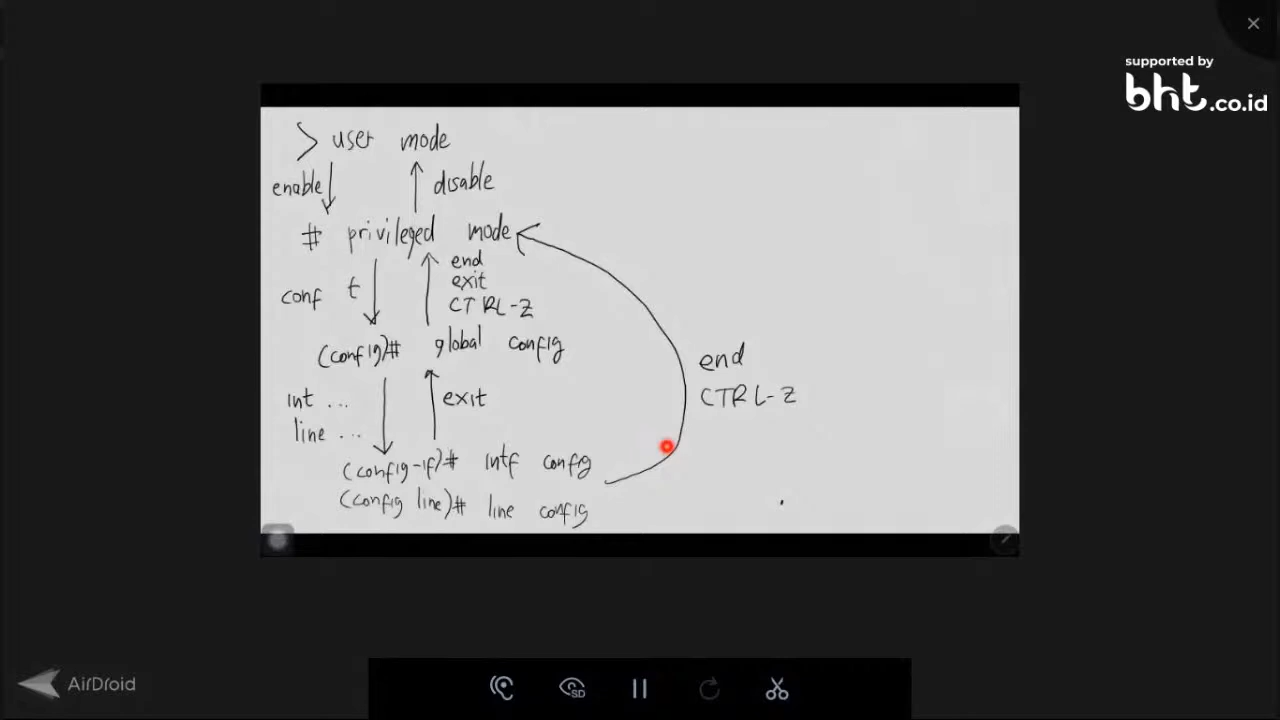 supported by
bht.co.id
> user mode
enable
disable
# privileged mode
conf t
end
exit
CTRL-Z
(config)# global config
int ...
line ...
exit
end
CTRL-Z
(config-if)# intf config
(config line)# line config
AirDroid
SD